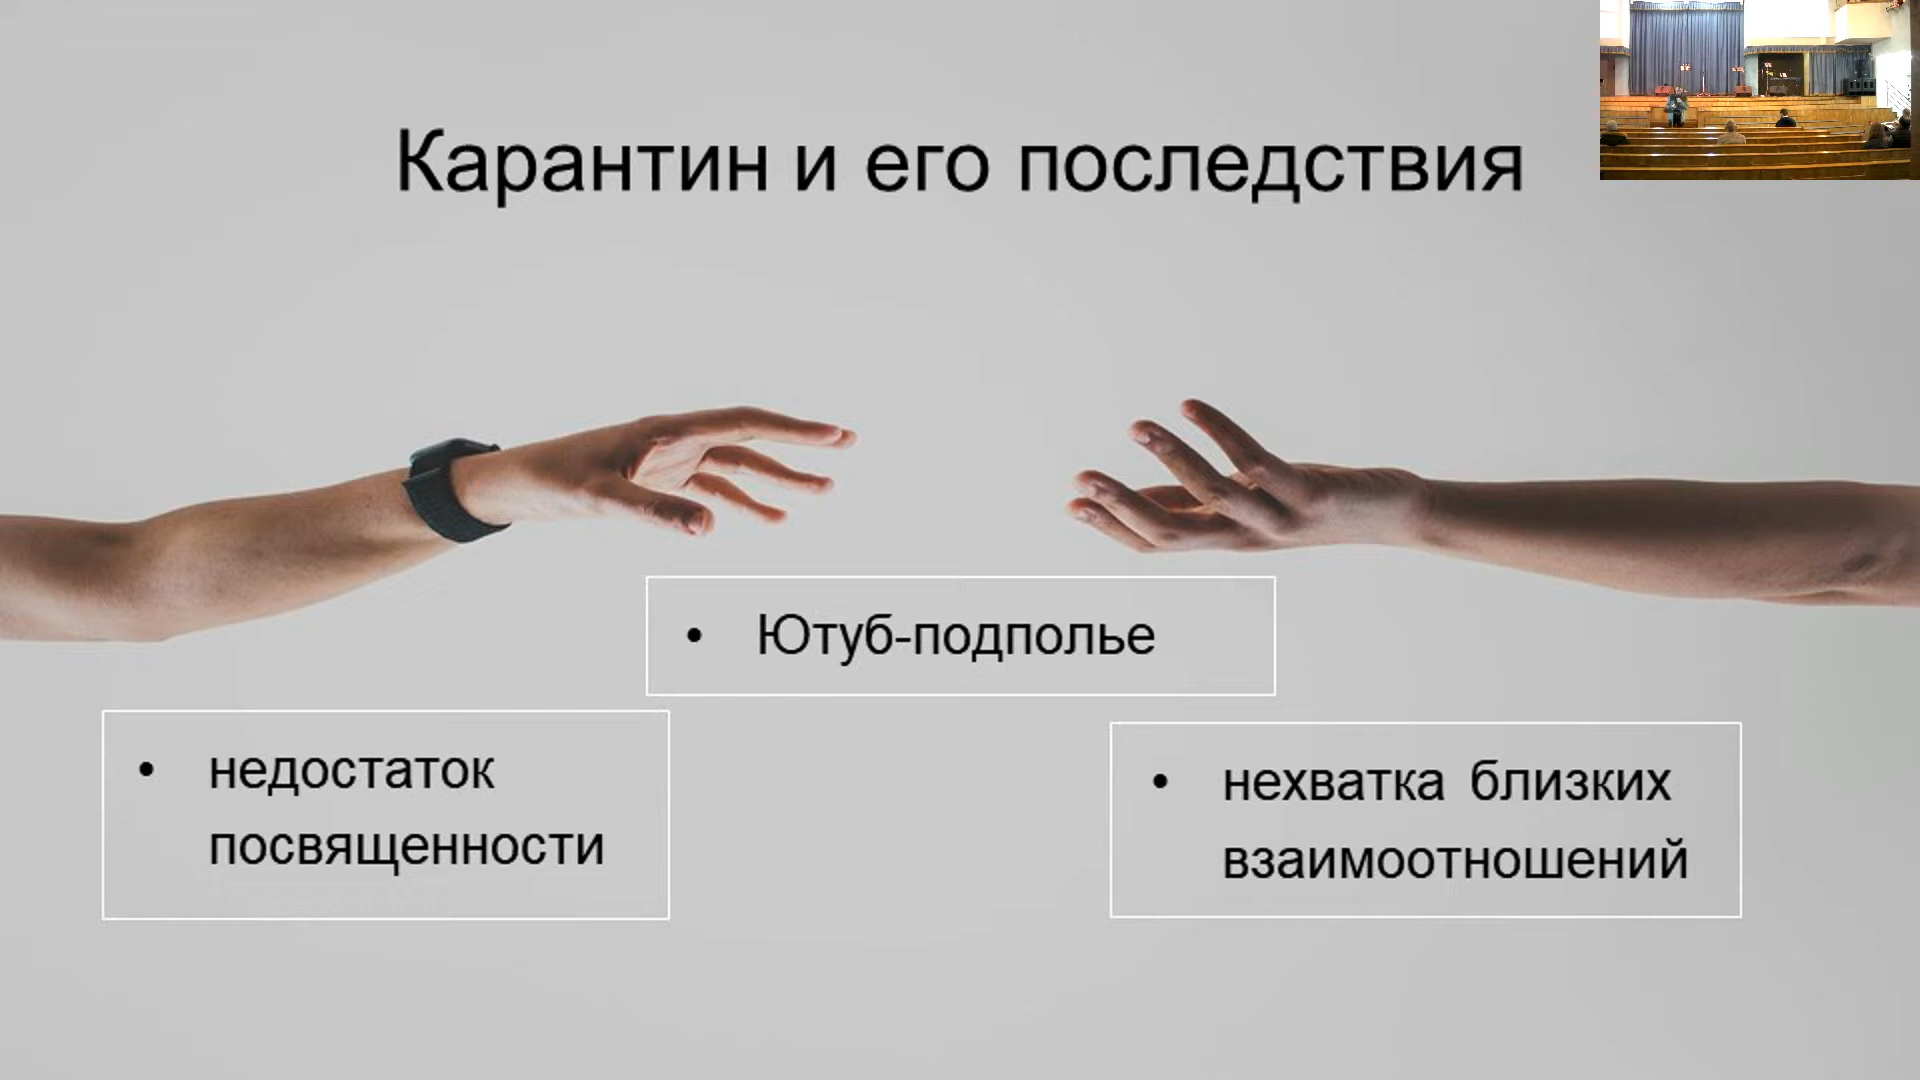 Карантин и его последствия
• Ютуб-подполье
• недостаток
посвященности
• нехватка близких
взаимоотношений